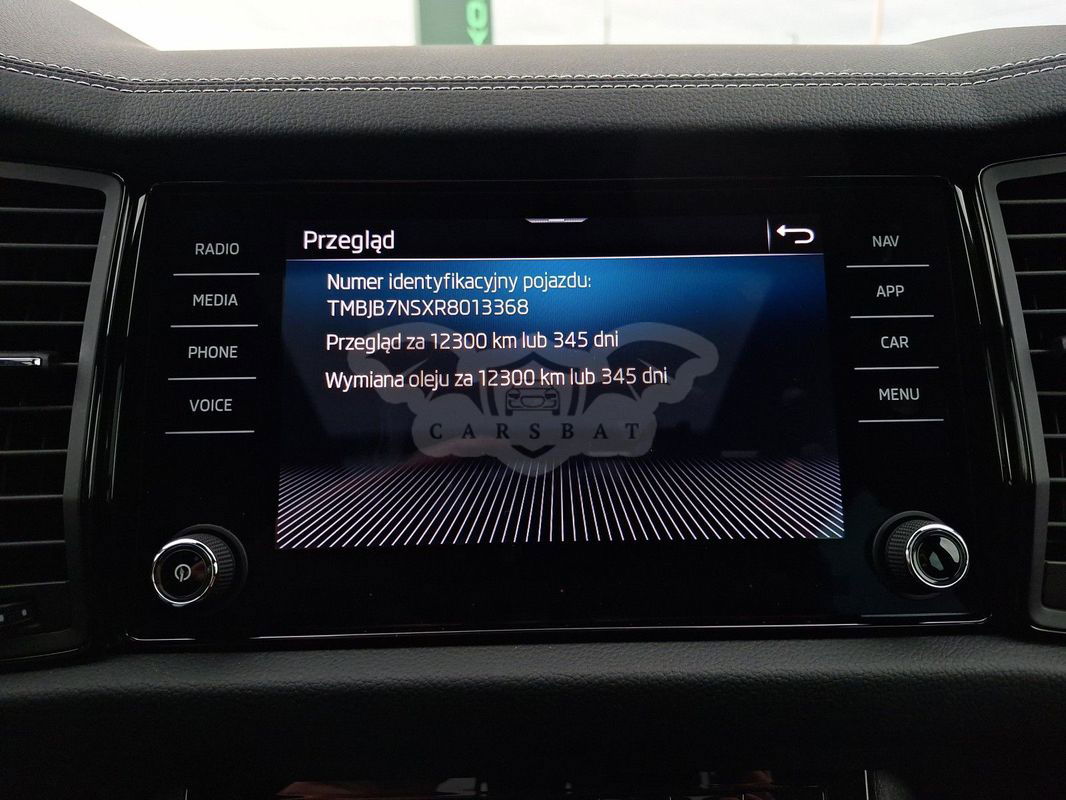 RADIO
MEDIA
PHONE
VOICE
Przegląd
Numer identyfikacyjny pojazdu:
TMBJB7NSXR8013368
Przegląd za 12300 km lub 345 dni
Wymiana oleju za 12300 km lub 345 dni
CARSBAT
NAV
APP
CAR
MENU